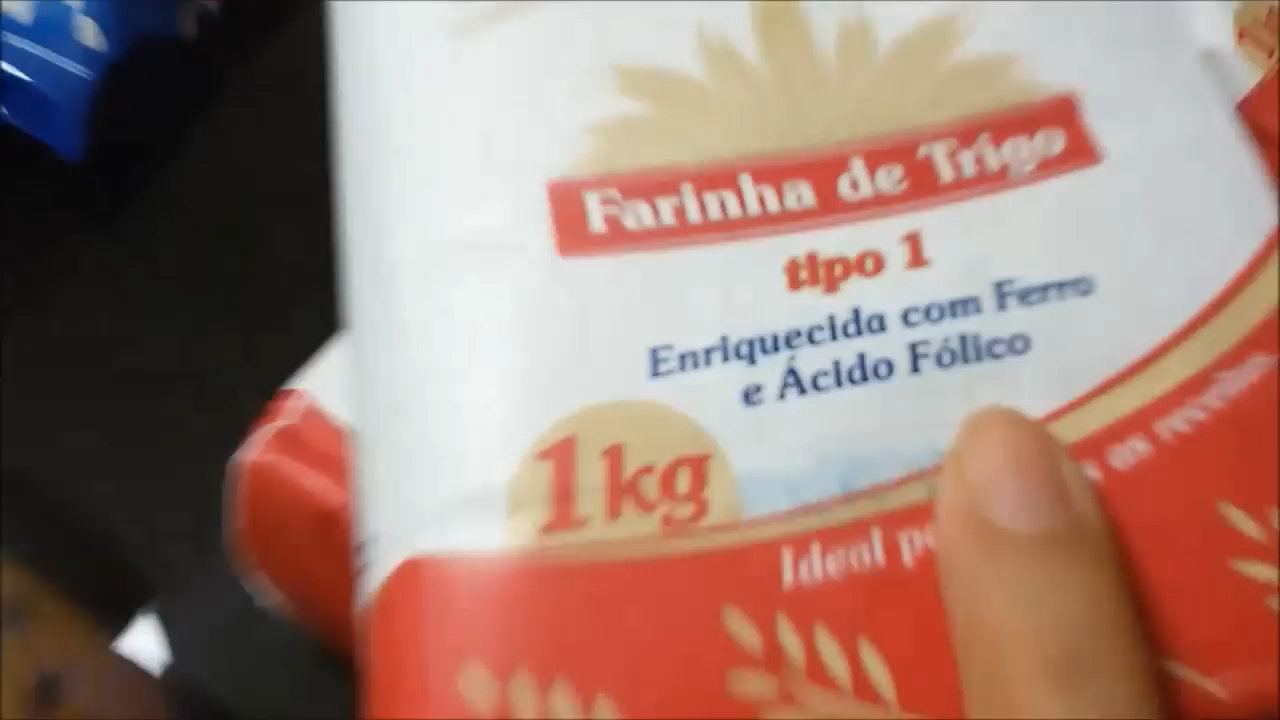 Farinha de Trigo
tipo 1
Enriquecida com Ferro
e Ácido Fólico
1kg
Ideal